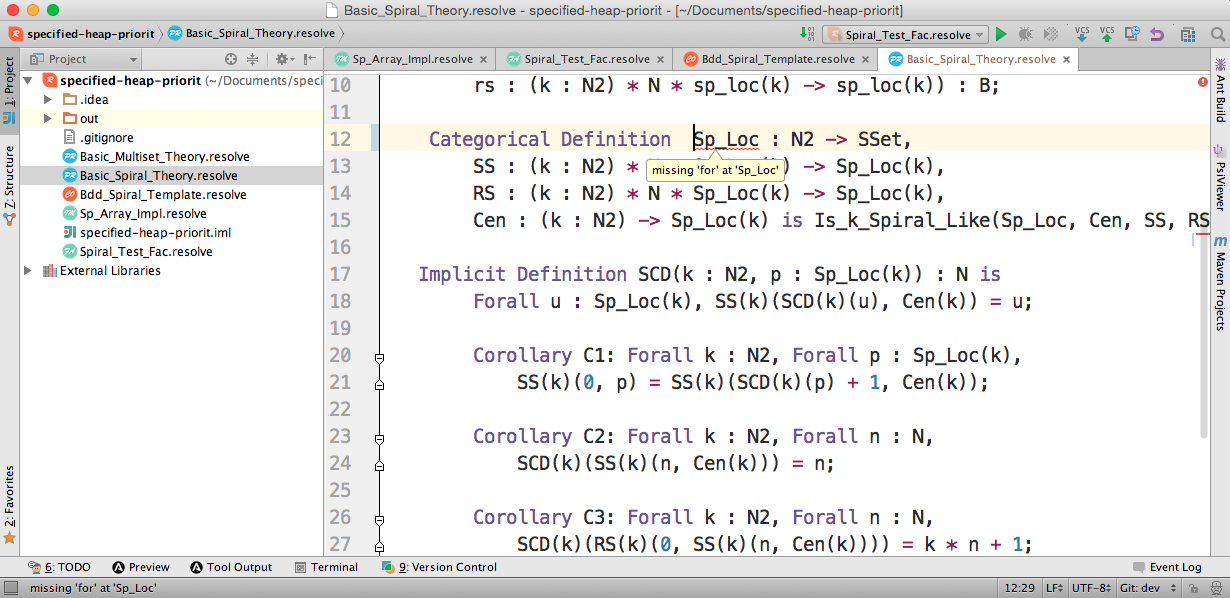 Basic_Spiral_Theory.resolve - specified-heap-priorit - [~/Documents/specified-heap-priorit]
specified-heap-priorit Basic_Spiral_Theory.resolve Spiral_Test_Fac.resolve VCS VCS
Project Sp_Array_Impl.resolve Spiral_Test_Fac.resolve Bdd_Spiral_Template.resolve Basic_Spiral_Theory.resolve
1: Project
Z: Structure
2: Favorites
specified-heap-priorit (~/Documents/speci
.idea
out
.gitignore
Basic_Multiset_Theory.resolve
Basic_Spiral_Theory.resolve
Bdd_Spiral_Template.resolve
Sp_Array_Impl.resolve
specified-heap-priorit.iml
Spiral_Test_Fac.resolve
External Libraries
10 rs : (k : N2) * N * sp_loc(k) -> sp_loc(k)) : B;
11
12 Categorical Definition Sp_Loc : N2 -> SSet,
missing 'for' at 'Sp_Loc'
13 SS : (k : N2) * ) -> Sp_Loc(k),
14 RS : (k : N2) * N * Sp_Loc(k) -> Sp_Loc(k),
15 Cen : (k : N2) -> Sp_Loc(k) is Is_k_Spiral_Like(Sp_Loc, Cen, SS, RS
16
17 Implicit Definition SCD(k : N2, p : Sp_Loc(k)) : N is
18 Forall u : Sp_Loc(k), SS(k)(SCD(k)(u), Cen(k)) = u;
19
20 Corollary C1: Forall k : N2, Forall p : Sp_Loc(k),
21 SS(k)(0, p) = SS(k)(SCD(k)(p) + 1, Cen(k));
22
23 Corollary C2: Forall k : N2, Forall n : N,
24 SCD(k)(SS(k)(n, Cen(k))) = n;
25
26 Corollary C3: Forall k : N2, Forall n : N,
27 SCD(k)(RS(k)(0, SS(k)(n, Cen(k)))) = k * n + 1;
Ant Build
PsiViewer
m Maven Projects
6: TODO Preview Tool Output Terminal 9: Version Control Event Log
missing 'for' at 'Sp_Loc' 12:29 LF UTF-8 Git: dev